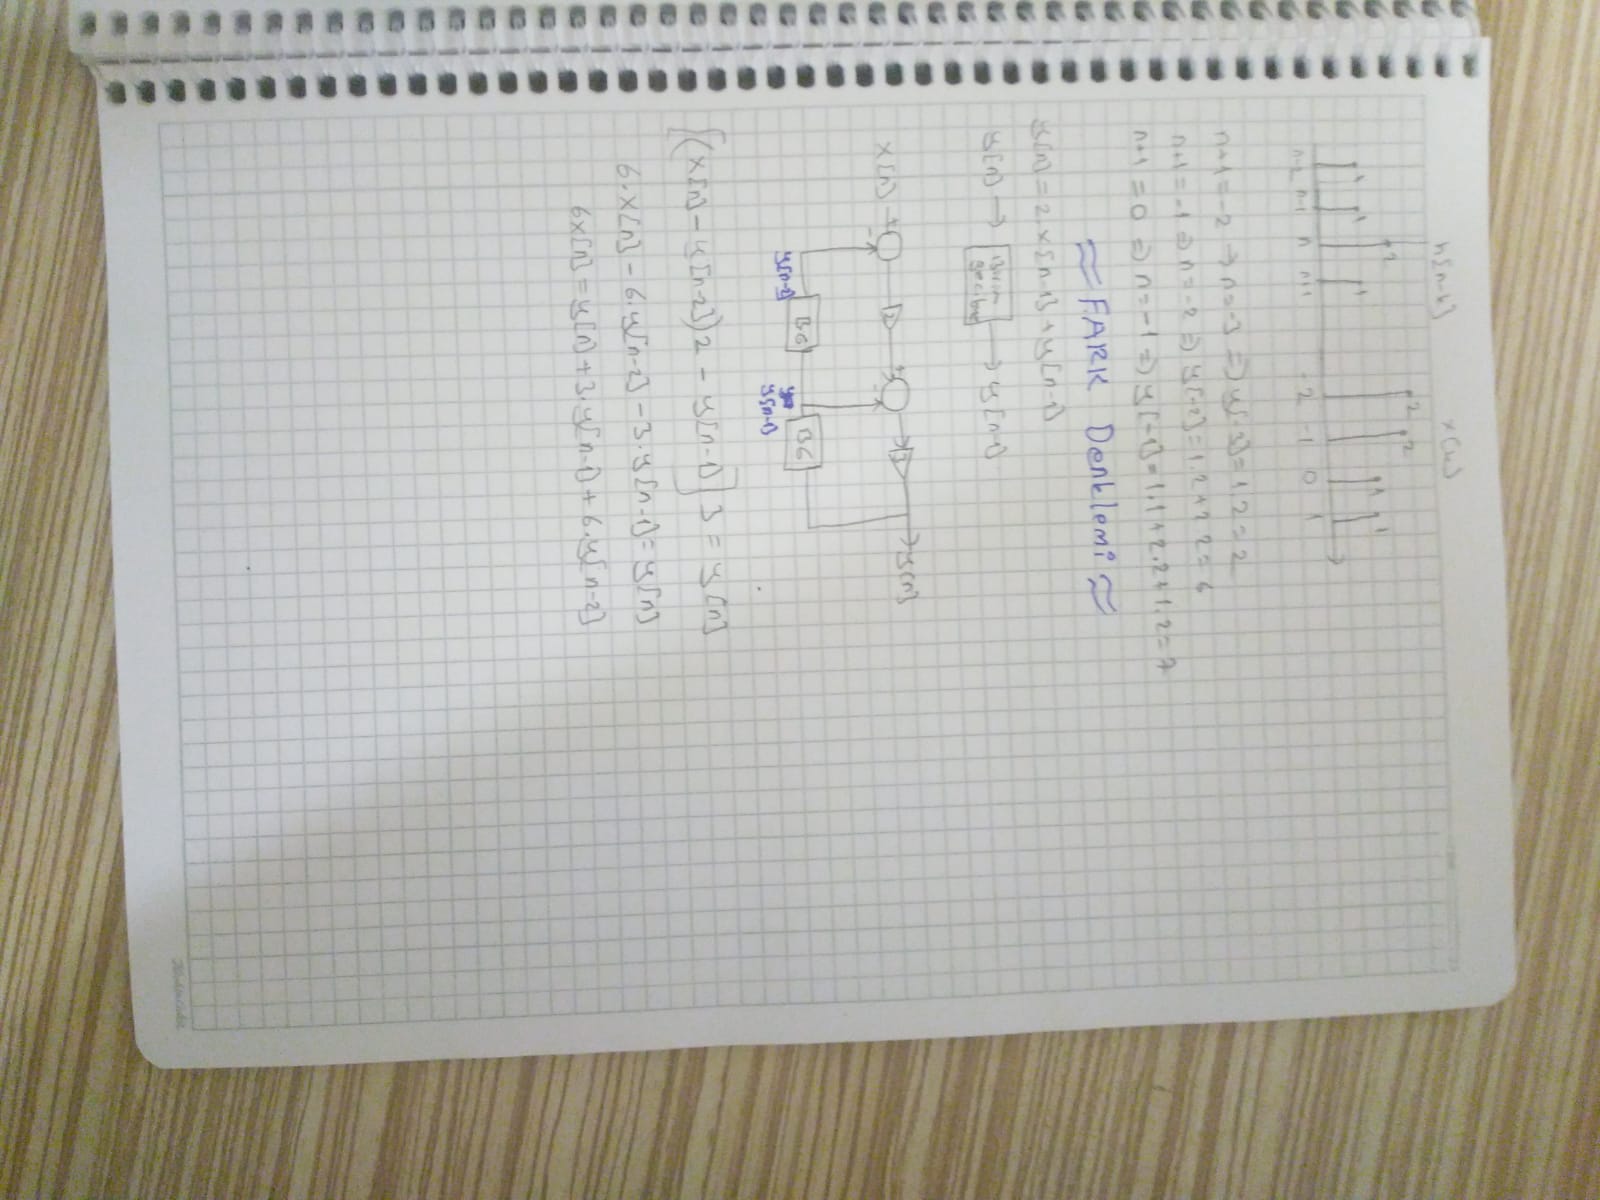 h[n-k] x[k]
1 1 2 1 2 2 1 1
n-2 n-1 n n+1 -2 -1 0 1
n+1=-2 → n=-3 ⇒ y[-3]=1.2=2
n+1=-1 ⇒ n=-2 ⇒ y[-2]=1.2+2.2=6
n+1=0 ⇒ n=-1 ⇒ y[-1]=1.1+2.2+1.2=7
≈ FARK Denklemi ≈
y[n]=2.x[n-1]+y[n-1]
y[n] → Birim → y[n-1]
x[n] + - 2 + - 3 → y[n]
BG BG
y[n-2] y[n-1]
[(x[n]-y[n-2])2 - y[n-1]] 3 = y[n]
6.x[n]-6.y[n-2]-3.y[n-1]=y[n]
6x[n]=y[n]+3.y[n-1]+6.y[n-2]